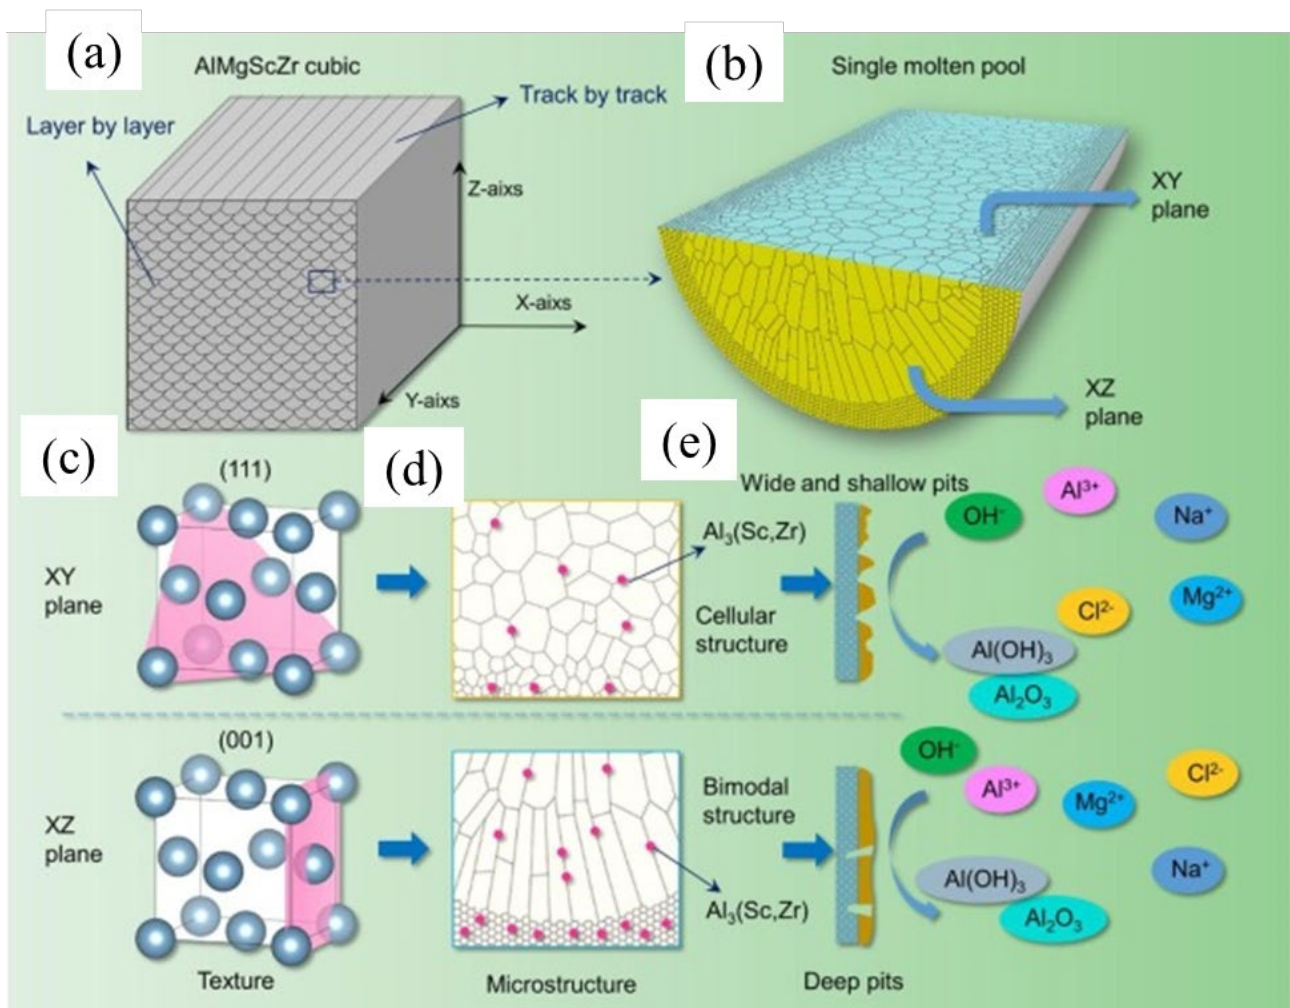 (a)
AlMgScZr cubic
Layer by layer
Track by track
Z-aixs
X-aixs
Y-aixs
(b)
Single molten pool
XY
plane
XZ
plane
(c)
(111)
XY
plane
(001)
XZ
plane
Texture
(d)
Al₃(Sc,Zr)
Cellular
structure
Bimodal
structure
Al₃(Sc,Zr)
Microstructure
(e)
Wide and shallow pits
OH⁻
Al³⁺
Na⁺
Cl²⁻
Mg²⁺
Al(OH)₃
Al₂O₃
OH⁻
Al³⁺
Mg²⁺
Cl²⁻
Na⁺
Al(OH)₃
Al₂O₃
Deep pits